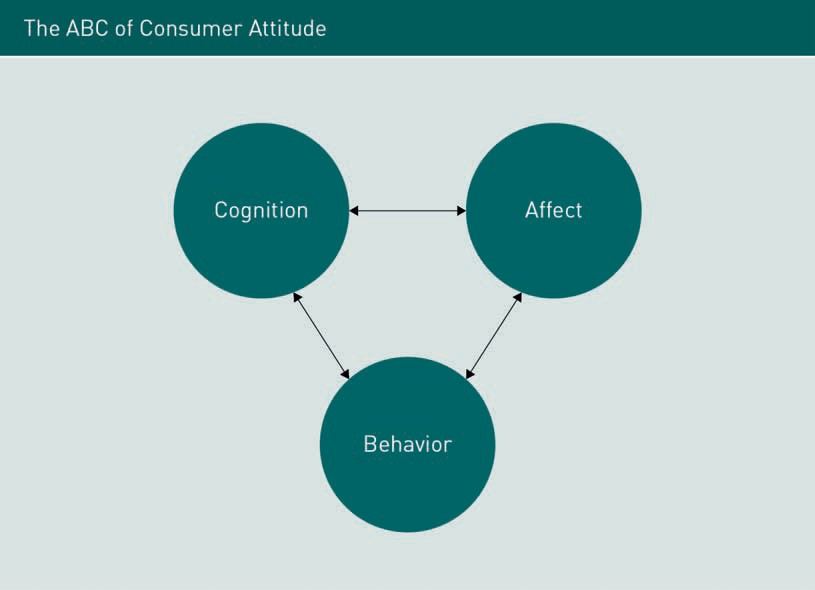 The ABC of Consumer Attitude
Cognition
Affect
Behavior